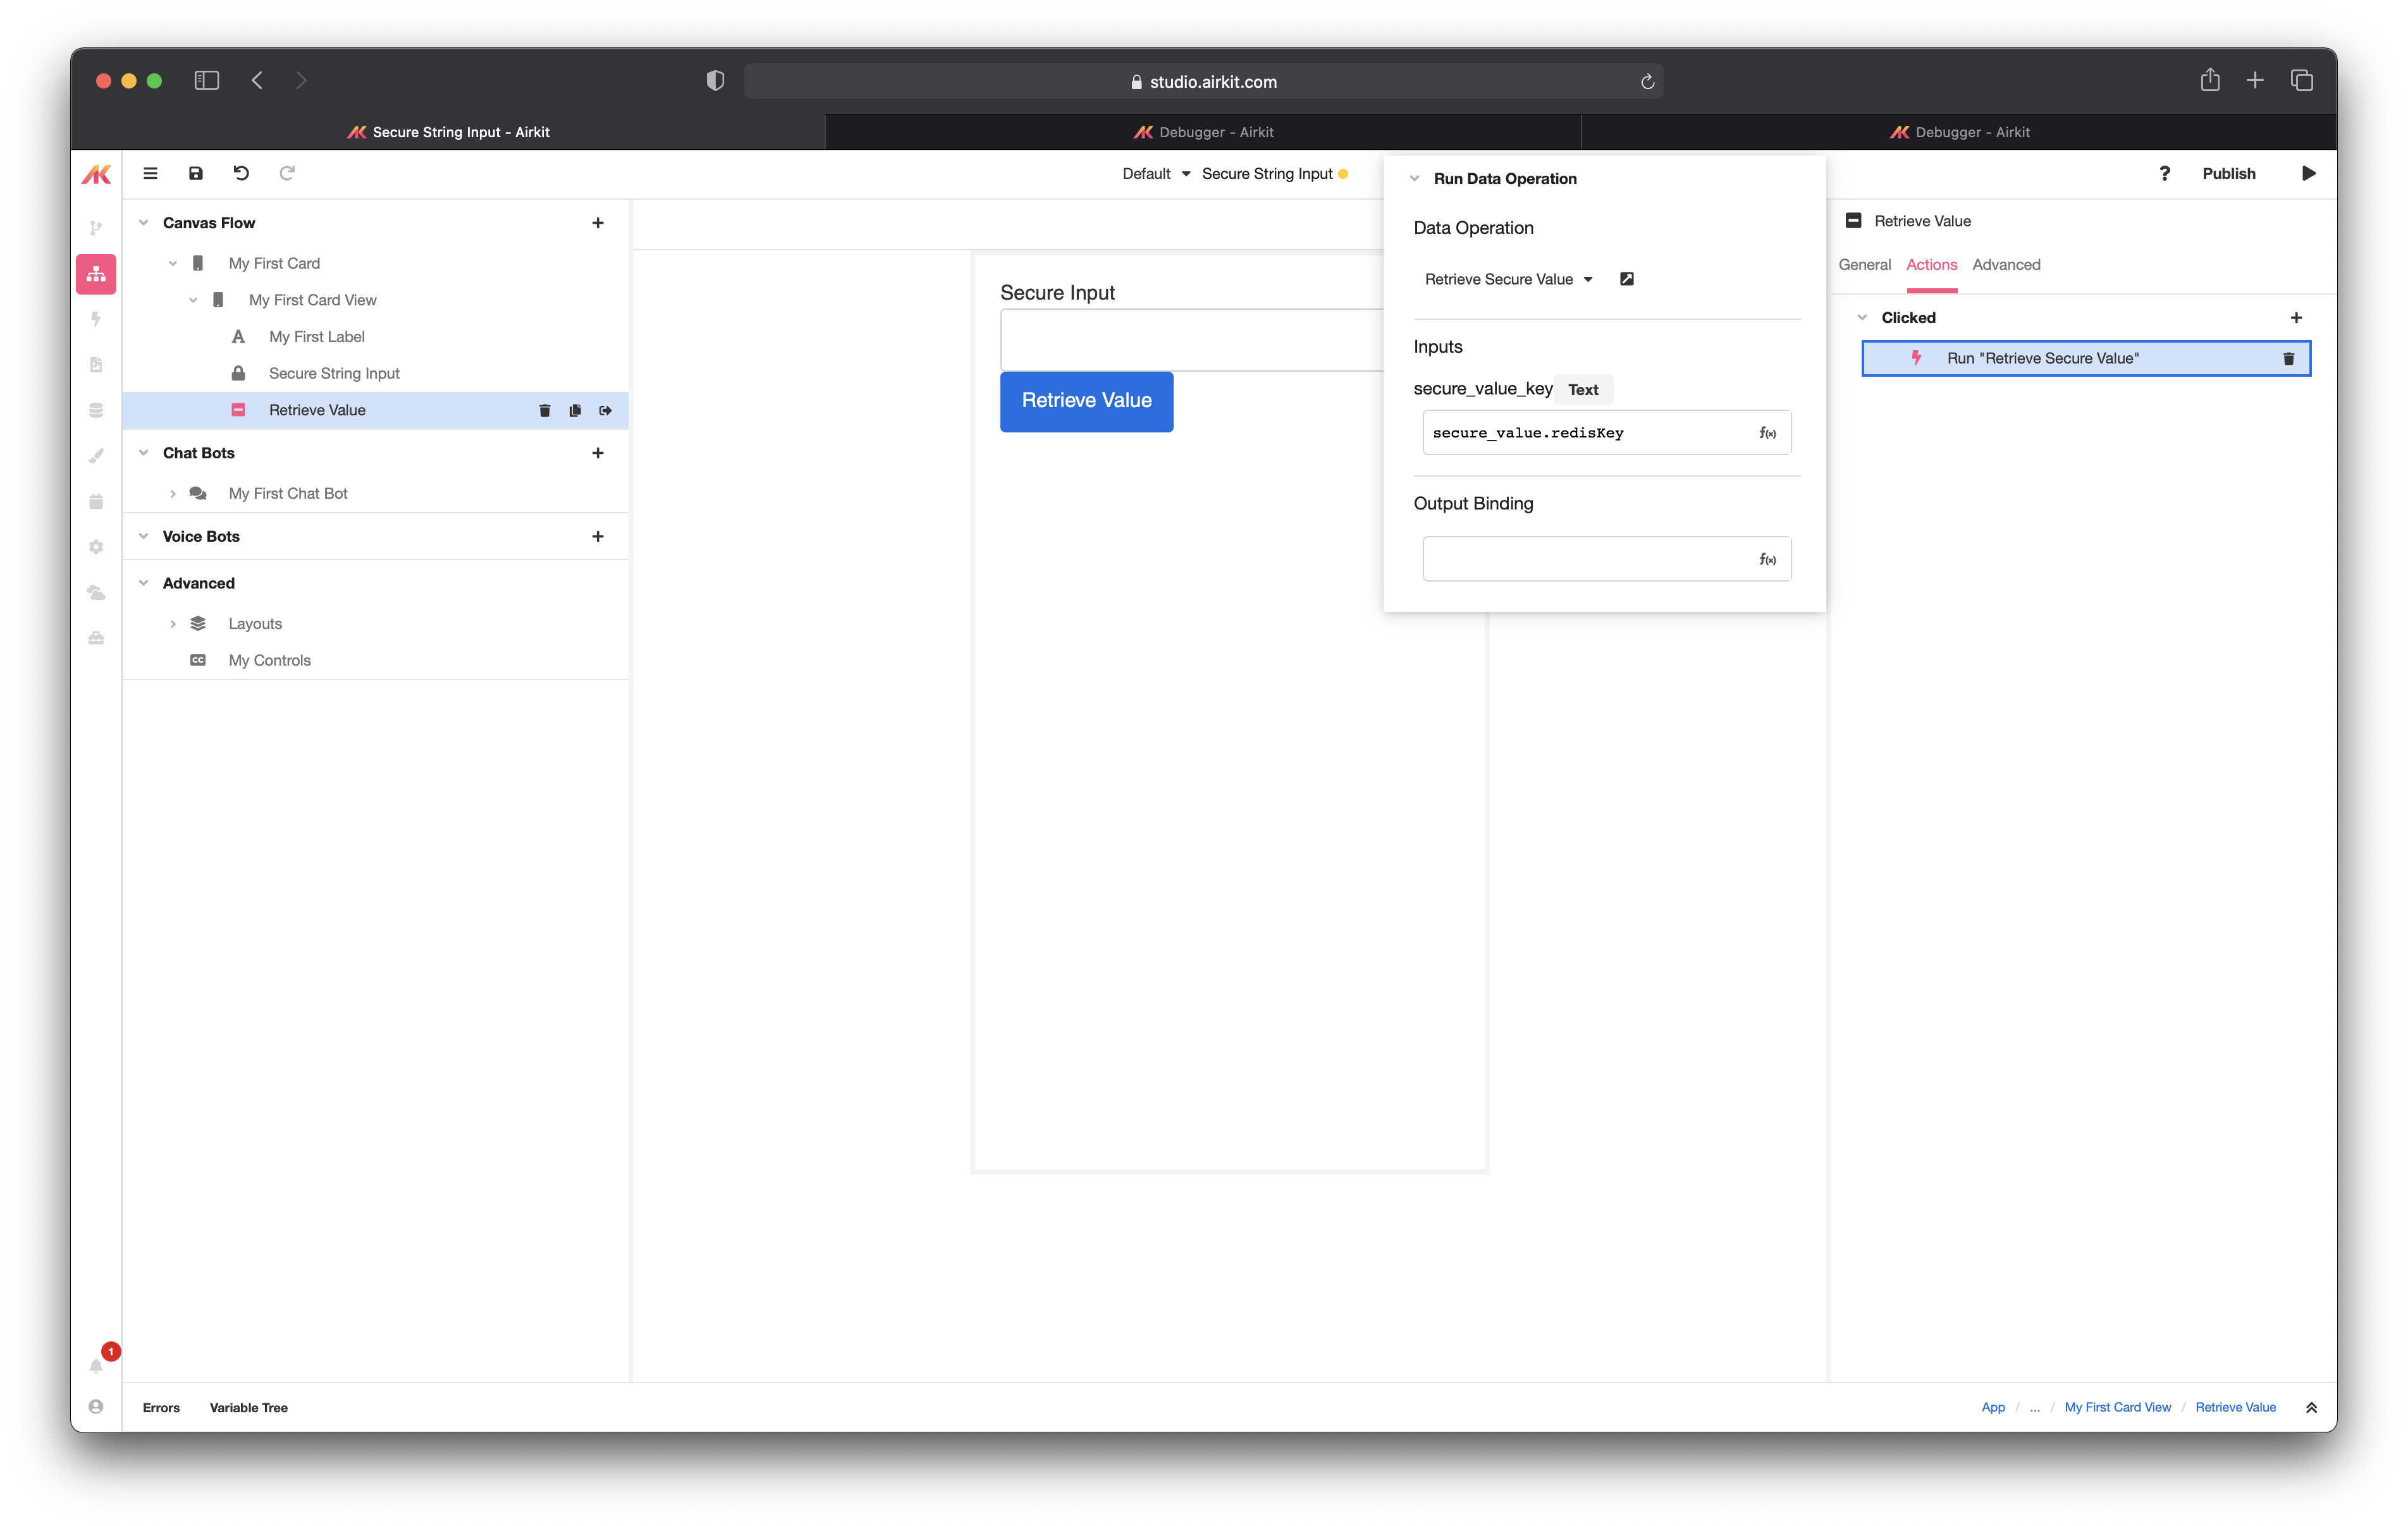 studio.airkit.com
Secure String Input - Airkit
Debugger - Airkit
Debugger - Airkit
Default
Secure String Input
?
Publish
Canvas Flow
My First Card
My First Card View
My First Label
Secure String Input
Retrieve Value
Chat Bots
My First Chat Bot
Voice Bots
Advanced
Layouts
My Controls
Secure Input
Retrieve Value
Run Data Operation
Data Operation
Retrieve Secure Value
Inputs
secure_value_key Text
secure_value.redisKey
f(x)
Output Binding
f(x)
Retrieve Value
General
Actions
Advanced
Clicked
Run "Retrieve Secure Value"
1
Errors
Variable Tree
App / ... / My First Card View / Retrieve Value